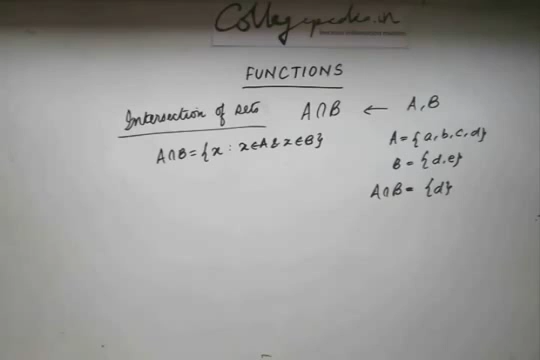 Collegepedia.in
FUNCTIONS
Intersection of sets A∩B ← A, B
A∩B = {x : x∈A & x∈B}
A = {a, b, c, d}
B = {d, e}
A∩B = {d}